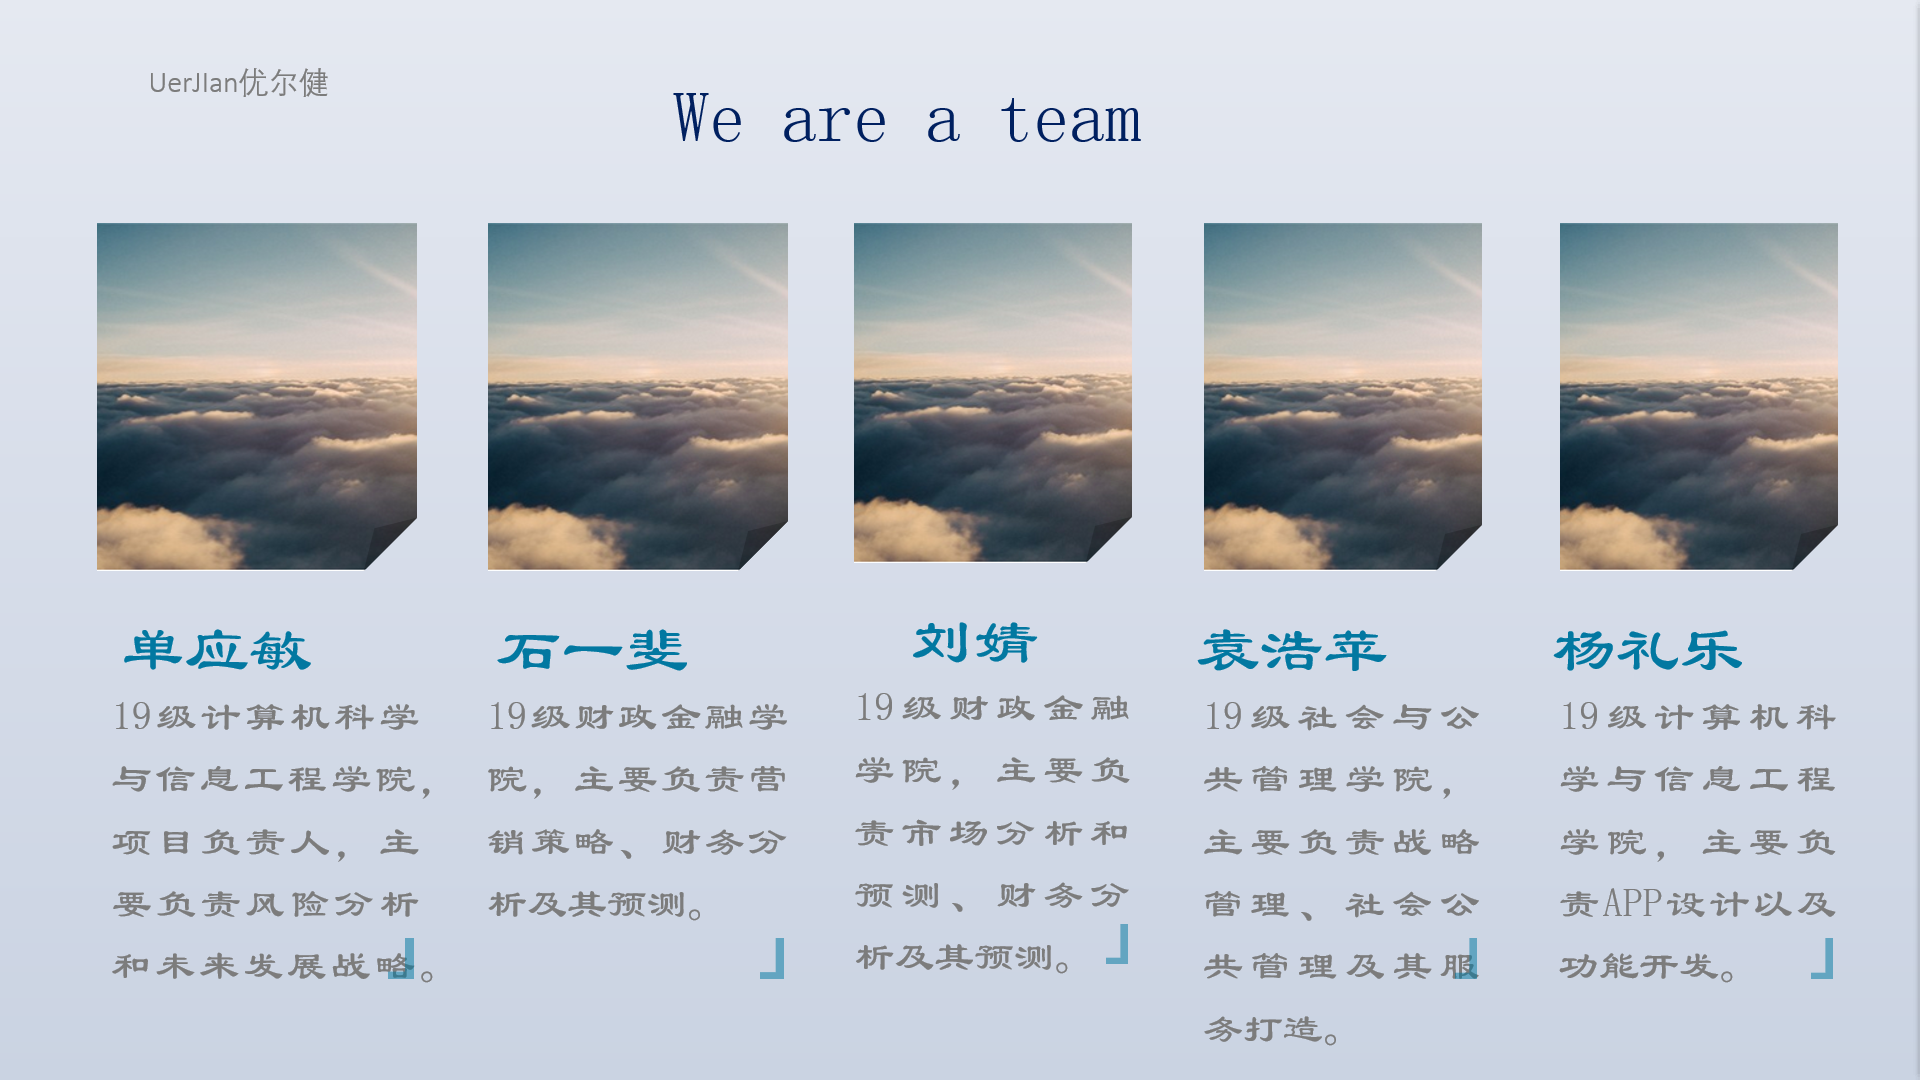 UerJIan优尔健
We are a team
单应敏
19级计算机科学
与信息工程学院，
项目负责人，主
要负责风险分析
和未来发展战略。
石一斐
19级财政金融学
院，主要负责营
销策略、财务分
析及其预测。
刘婧
19级财政金融
学院，主要负
责市场分析和
预测、财务分
析及其预测。
袁浩苹
19级社会与公
共管理学院，
主要负责战略
管理、社会公
共管理及其服
务打造。
杨礼乐
19级计算机科
学与信息工程
学院，主要负
责APP设计以及
功能开发。